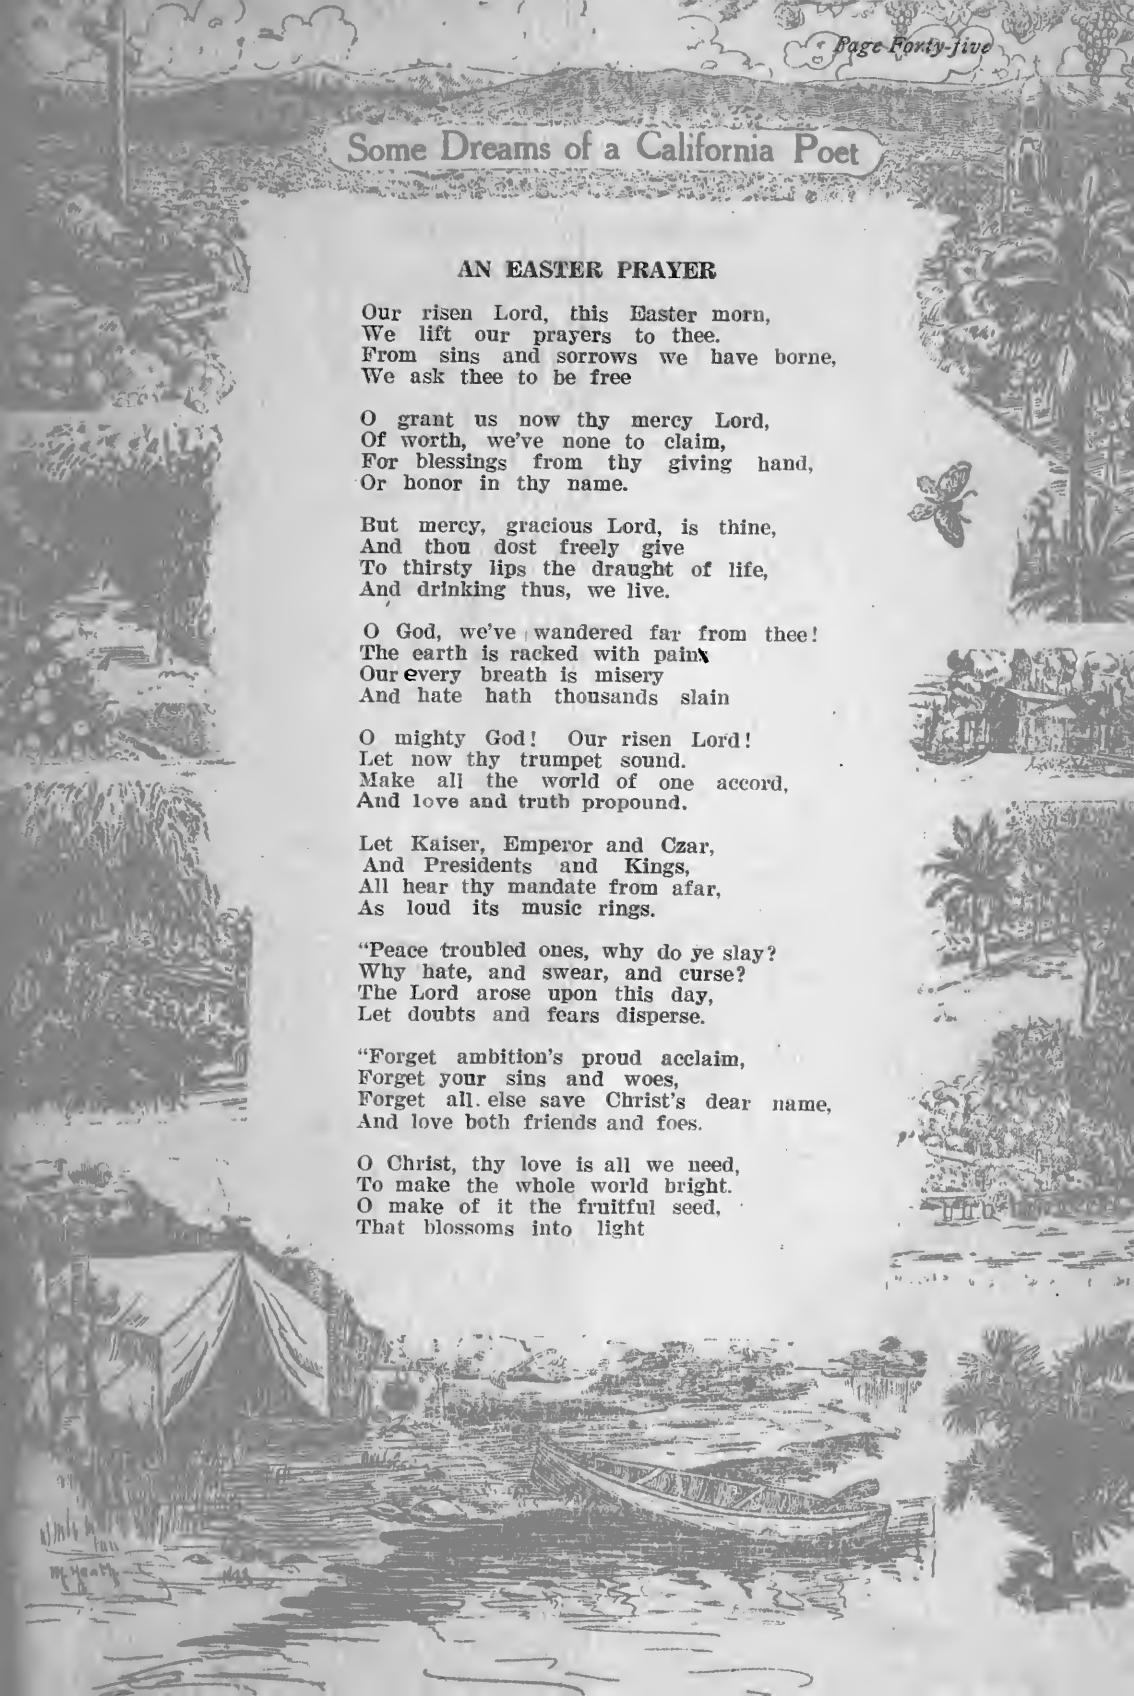 Page Forty-five
Some Dreams of a California Poet
AN EASTER PRAYER
Our risen Lord, this Easter morn,
We lift our prayers to thee.
From sins and sorrows we have borne,
We ask thee to be free
O grant us now thy mercy Lord,
Of worth, we've none to claim,
For blessings from thy giving hand,
Or honor in thy name.
But mercy, gracious Lord, is thine,
And thou dost freely give
To thirsty lips the draught of life,
And drinking thus, we live.
O God, we've wandered far from thee!
The earth is racked with pain
Our every breath is misery
And hate hath thousands slain
O mighty God! Our risen Lord!
Let now thy trumpet sound.
Make all the world of one accord,
And love and truth propound.
Let Kaiser, Emperor and Czar,
And Presidents and Kings,
All hear thy mandate from afar,
As loud its music rings.
"Peace troubled ones, why do ye slay?
Why hate, and swear, and curse?
The Lord arose upon this day,
Let doubts and fears disperse.
"Forget ambition's proud acclaim,
Forget your sins and woes,
Forget all. else save Christ's dear name,
And love both friends and foes.
O Christ, thy love is all we need,
To make the whole world bright.
O make of it the fruitful seed,
That blossoms into light